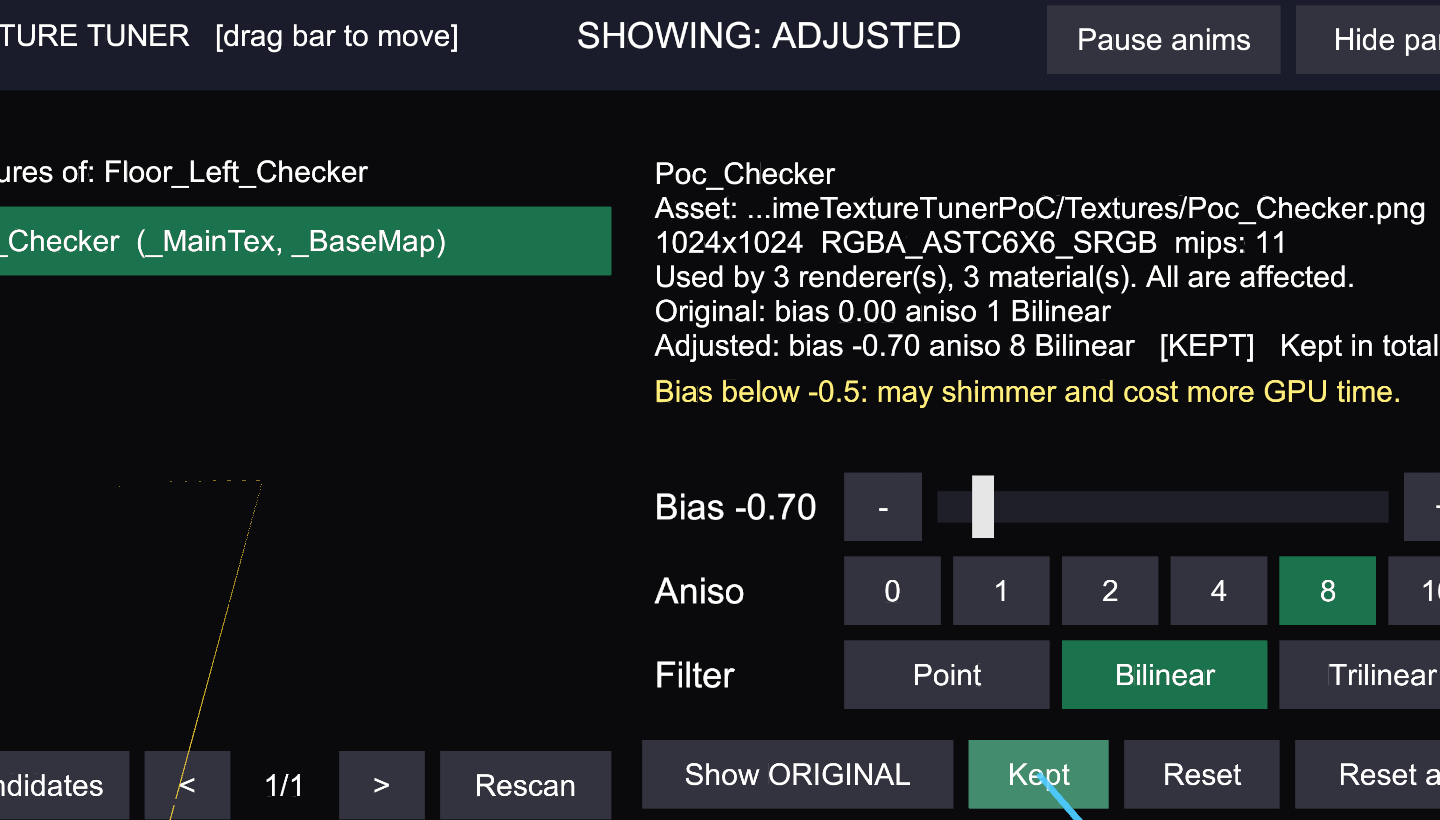 TURE TUNER [drag bar to move]
SHOWING: ADJUSTED
Pause anims
Hide pa
ures of: Floor_Left_Checker
_Checker (_MainTex, _BaseMap)
Poc_Checker
Asset: ...imeTextureTunerPoC/Textures/Poc_Checker.png
1024x1024 RGBA_ASTC6X6_SRGB mips: 11
Used by 3 renderer(s), 3 material(s). All are affected.
Original: bias 0.00 aniso 1 Bilinear
Adjusted: bias -0.70 aniso 8 Bilinear [KEPT] Kept in total
Bias below -0.5: may shimmer and cost more GPU time.
Bias -0.70 -
Aniso 0 1 2 4 8
Filter Point Bilinear Trilinear
ndidates < 1/1 > Rescan
Show ORIGINAL Kept Reset Reset a